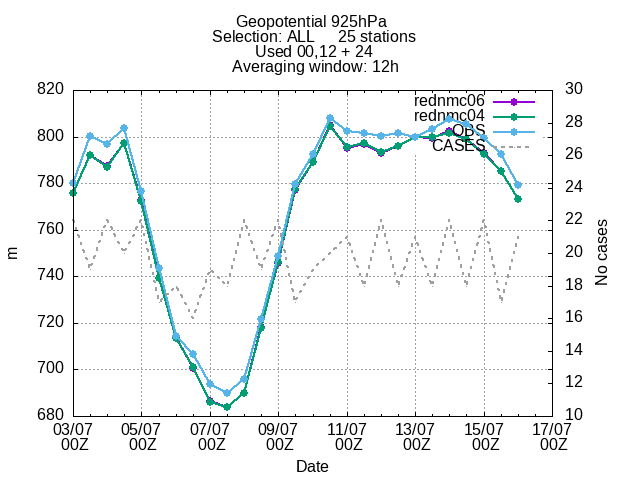 Geopotential 925hPa
Selection: ALL 25 stations
Used 00,12 + 24
Averaging window: 12h
820 30
rednmc06
rednmc04 28
800 OBS
CASES 26
780 24
760 22
m 20 No cases
740 18
720 16
14
700 12
680 10
03/07 05/07 07/07 09/07 11/07 13/07 15/07 17/07
00Z 00Z 00Z 00Z 00Z 00Z 00Z 00Z
Date